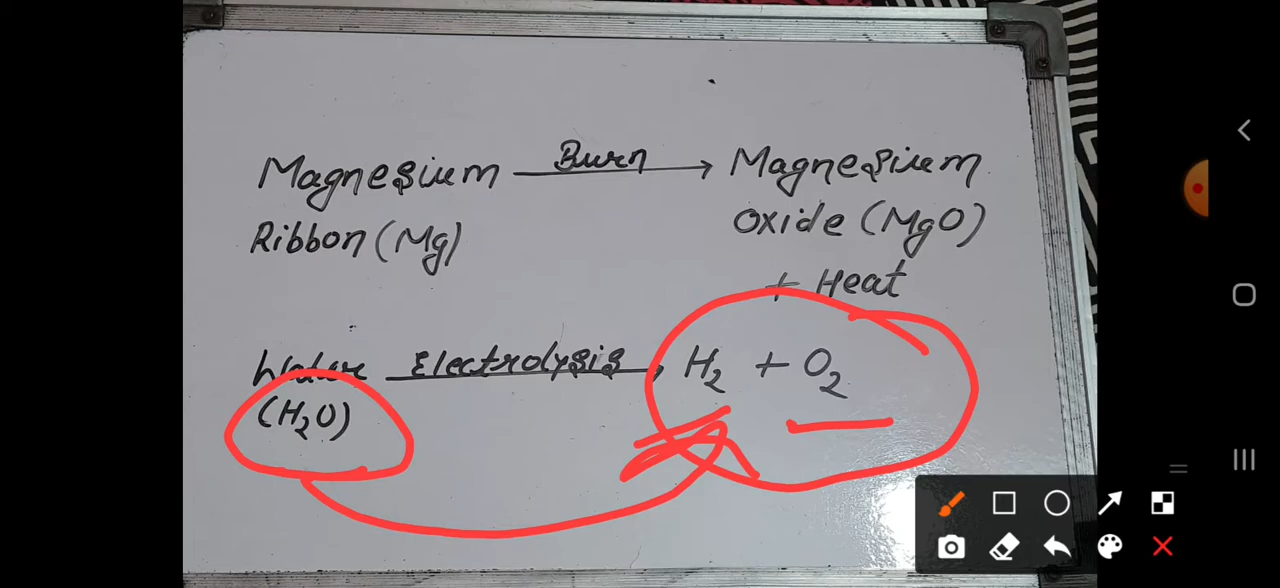 Magnesium Burn → Magnesium
Ribbon (Mg) Oxide (MgO)
+ Heat
Water Electrolysis → H₂ + O₂
(H₂O)